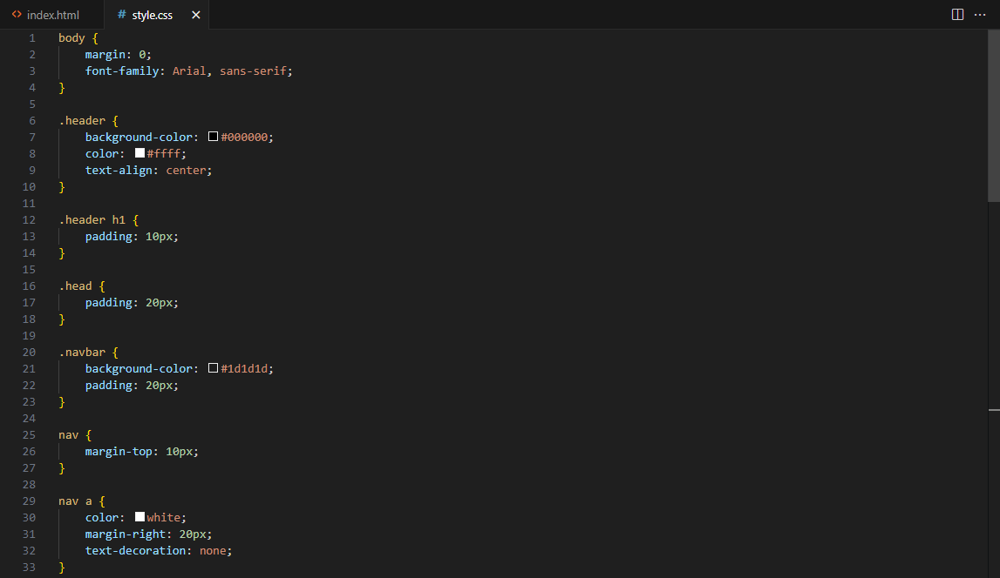 <> index.html # style.css × ···
1 body {
2     margin: 0;
3     font-family: Arial, sans-serif;
4 }
5
6 .header {
7     background-color: #000000;
8     color: #ffff;
9     text-align: center;
10 }
11
12 .header h1 {
13     padding: 10px;
14 }
15
16 .head {
17     padding: 20px;
18 }
19
20 .navbar {
21     background-color: #1d1d1d;
22     padding: 20px;
23 }
24
25 nav {
26     margin-top: 10px;
27 }
28
29 nav a {
30     color: white;
31     margin-right: 20px;
32     text-decoration: none;
33 }